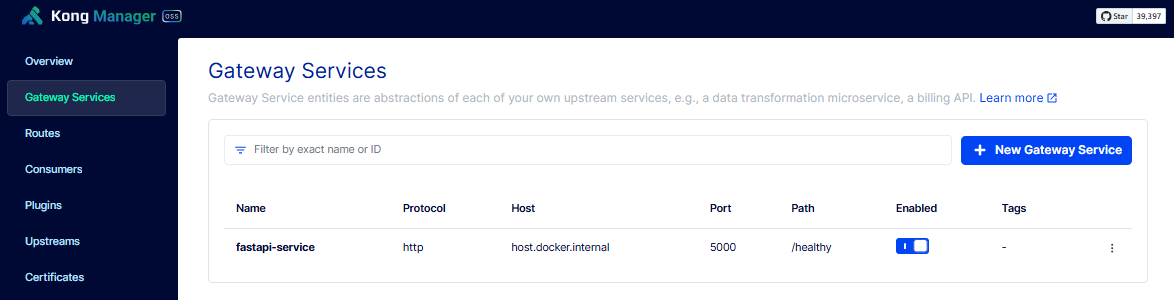 Kong Manager OSS
Star 39,397
Overview
Gateway Services
Routes
Consumers
Plugins
Upstreams
Certificates
Gateway Services
Gateway Service entities are abstractions of each of your own upstream services, e.g., a data transformation microservice, a billing API. Learn more
Filter by exact name or ID
+ New Gateway Service
Name Protocol Host Port Path Enabled Tags
fastapi-service http host.docker.internal 5000 /healthy -